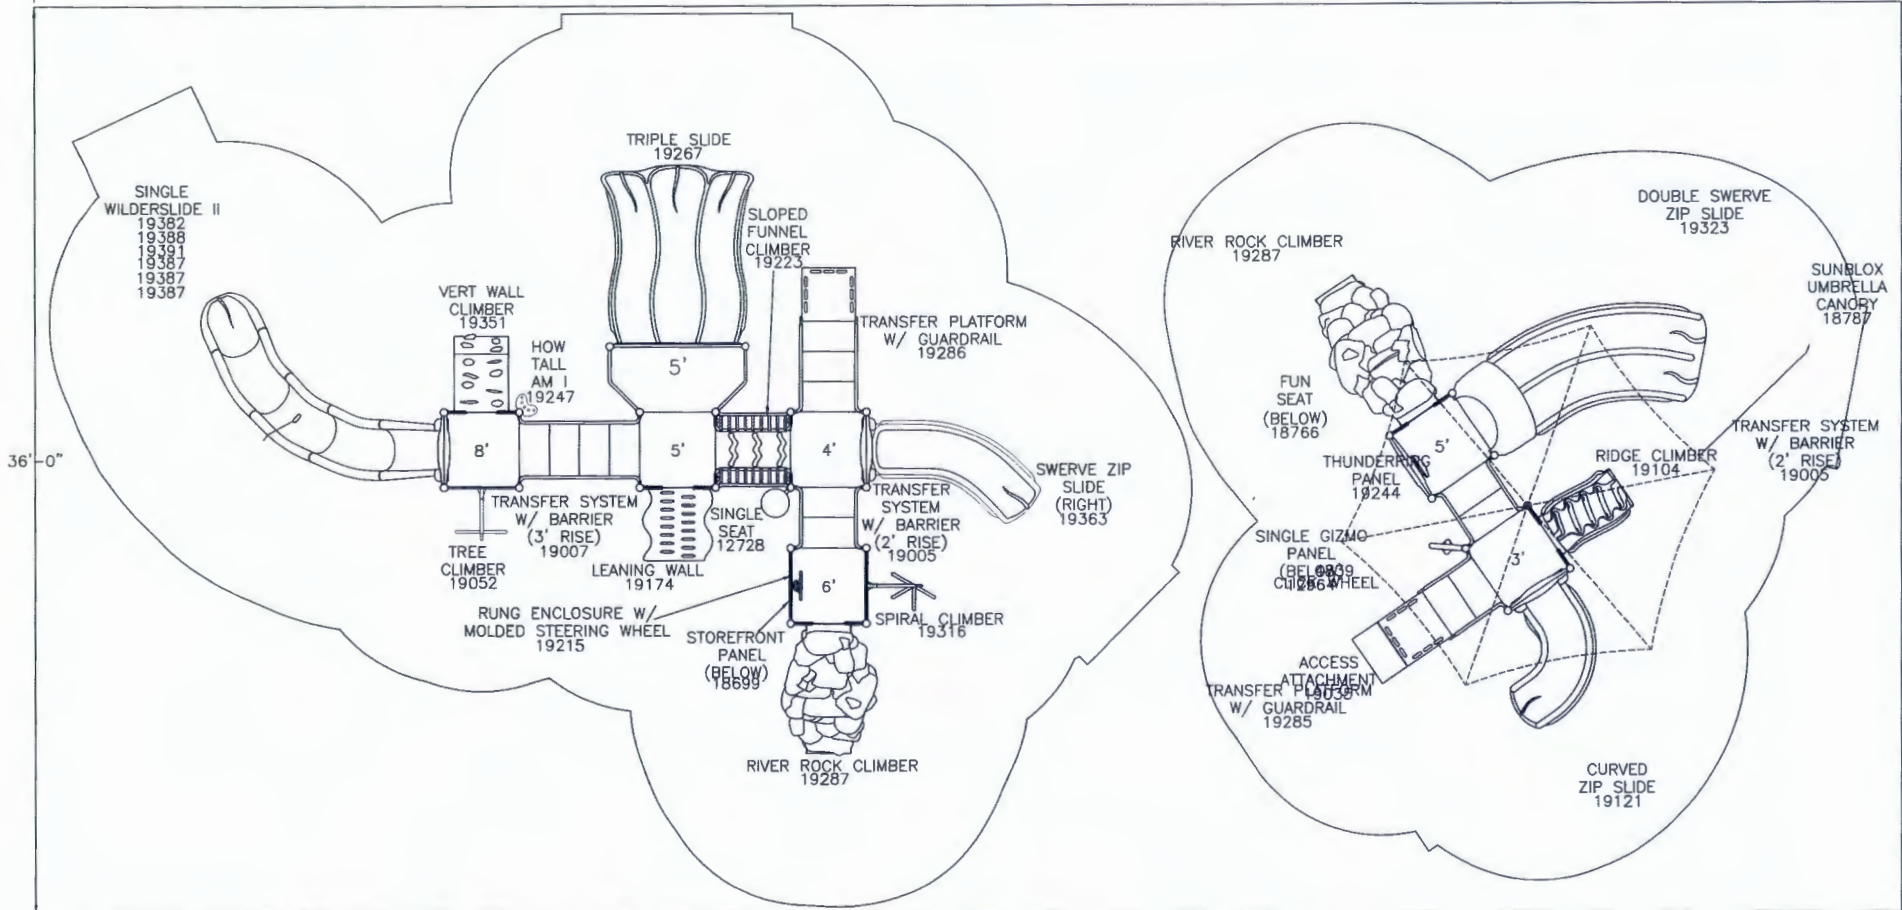 36'-0"
SINGLE
WILDERSLIDE II
19382
19388
19391
19387
19387
19387
VERT WALL
CLIMBER
19351
HOW
TALL
AM I
19247
TRIPLE SLIDE
19267
SLOPED
FUNNEL
CLIMBER
19223
TRANSFER PLATFORM
W/ GUARDRAIL
19286
5'
8'
5'
4'
6'
SWERVE ZIP
SLIDE
(RIGHT)
19363
TREE
CLIMBER
19052
TRANSFER SYSTEM
W/ BARRIER
(3' RISE)
19007
LEANING WALL
19174
SINGLE
SEAT
12728
TRANSFER
SYSTEM
W/ BARRIER
(2' RISE)
19005
RUNG ENCLOSURE W/
MOLDED STEERING WHEEL
19215
STOREFRONT
PANEL
(BELOW)
18699
SPIRAL CLIMBER
19316
RIVER ROCK CLIMBER
19287
RIVER ROCK CLIMBER
19287
DOUBLE SWERVE
ZIP SLIDE
19323
SUNBLOX
UMBRELLA
CANOPY
18787
FUN
SEAT
(BELOW)
18766
THUNDERRING
PANEL
19244
5'
3'
RIDGE CLIMBER
19104
TRANSFER SYSTEM
W/ BARRIER
(2' RISE)
19005
SINGLE GIZMO
PANEL
(BELOW)
WHEEL
ACCESS
ATTACHMENT
TRANSFER PLATFORM
W/ GUARDRAIL
19285
CURVED
ZIP SLIDE
19121